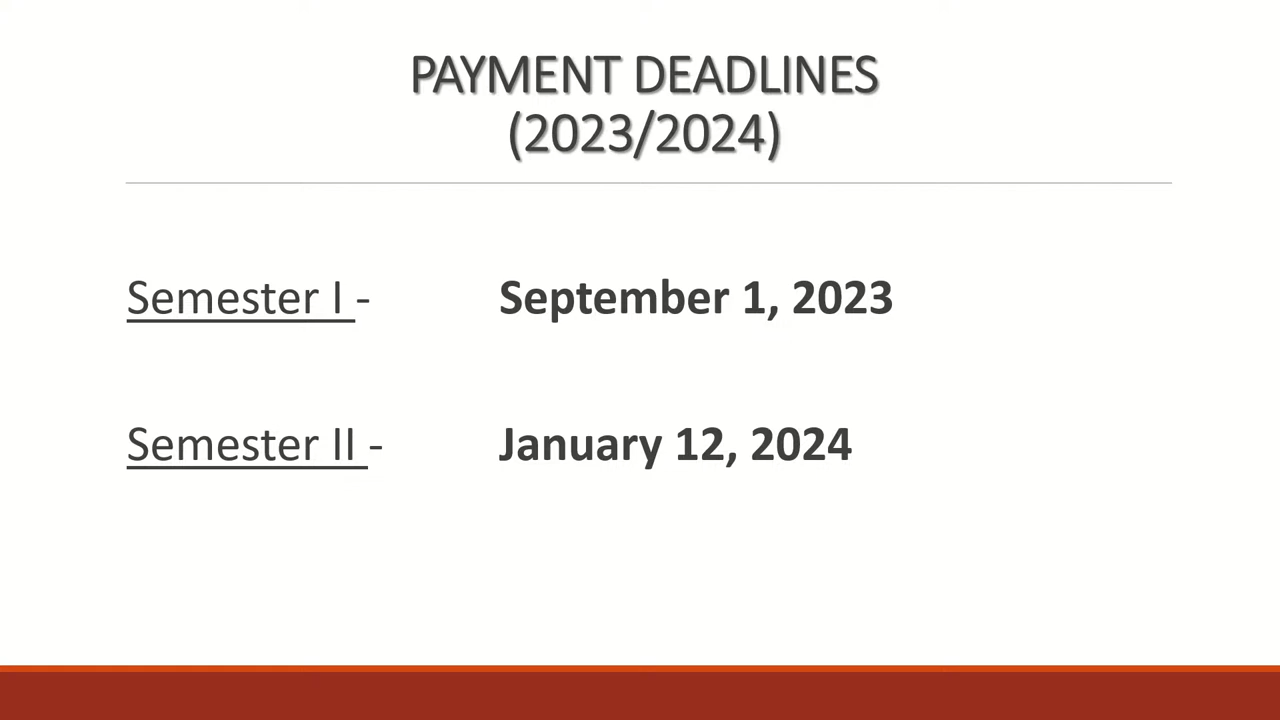 PAYMENT DEADLINES
(2023/2024)
Semester I - September 1, 2023
Semester II - January 12, 2024